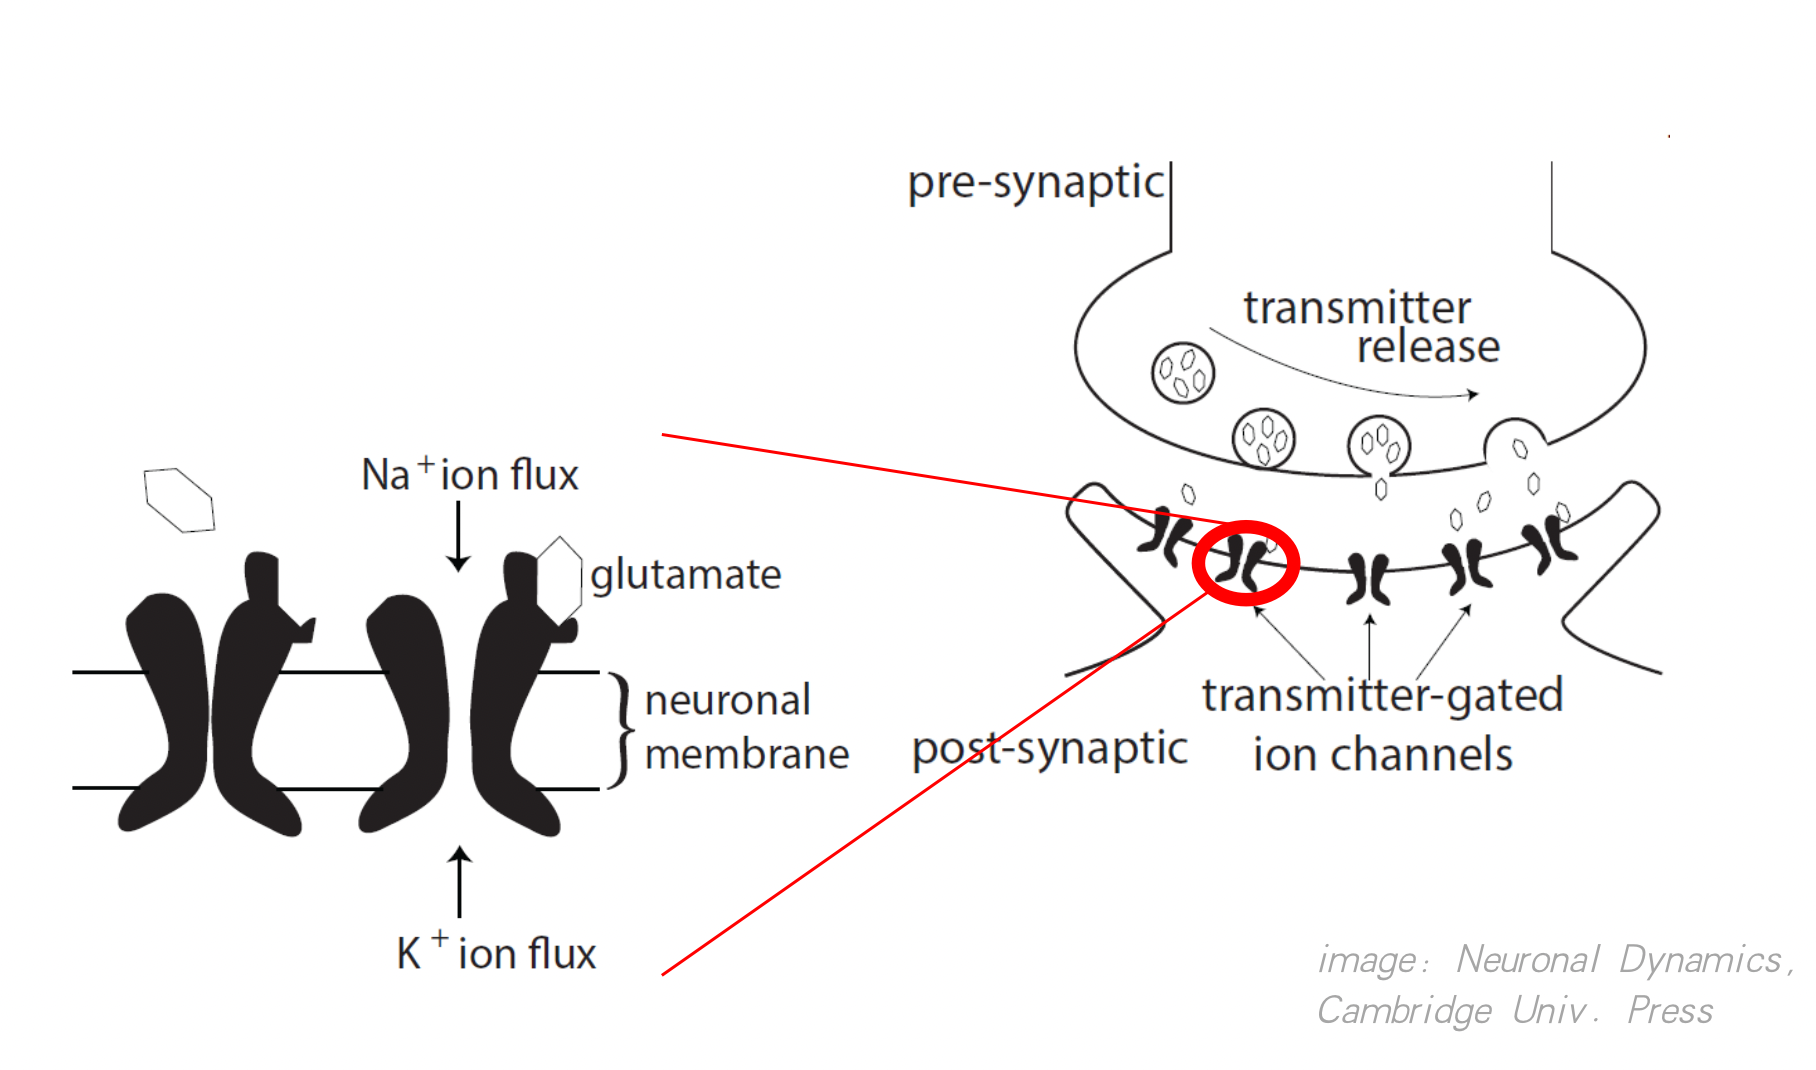 pre-synaptic
transmitter
release
Na + ion flux
glutamate
neuronal
membrane
transmitter-gated
ion channels
post-synaptic
K + ion flux
image: Neuronal Dynamics,
Cambridge Univ. Press